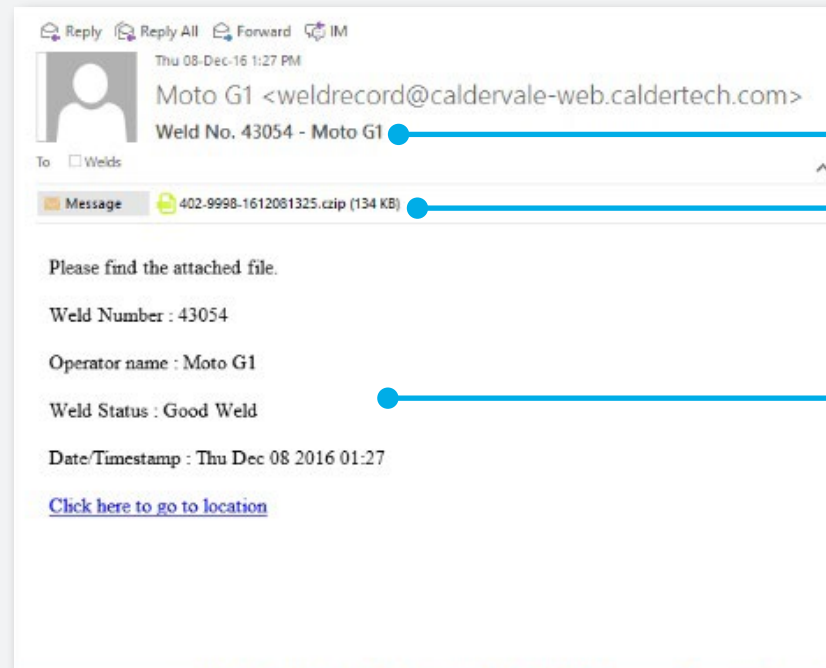 Reply Reply All Forward IM
Thu 08-Dec-16 1:27 PM
Moto G1 <weldrecord@caldervale-web.caldertech.com>
Weld No. 43054 - Moto G1
To Welds
Message 402-9998-1612081325.czip (134 KB)
Please find the attached file.
Weld Number : 43054
Operator name : Moto G1
Weld Status : Good Weld
Date/Timestamp : Thu Dec 08 2016 01:27
Click here to go to location